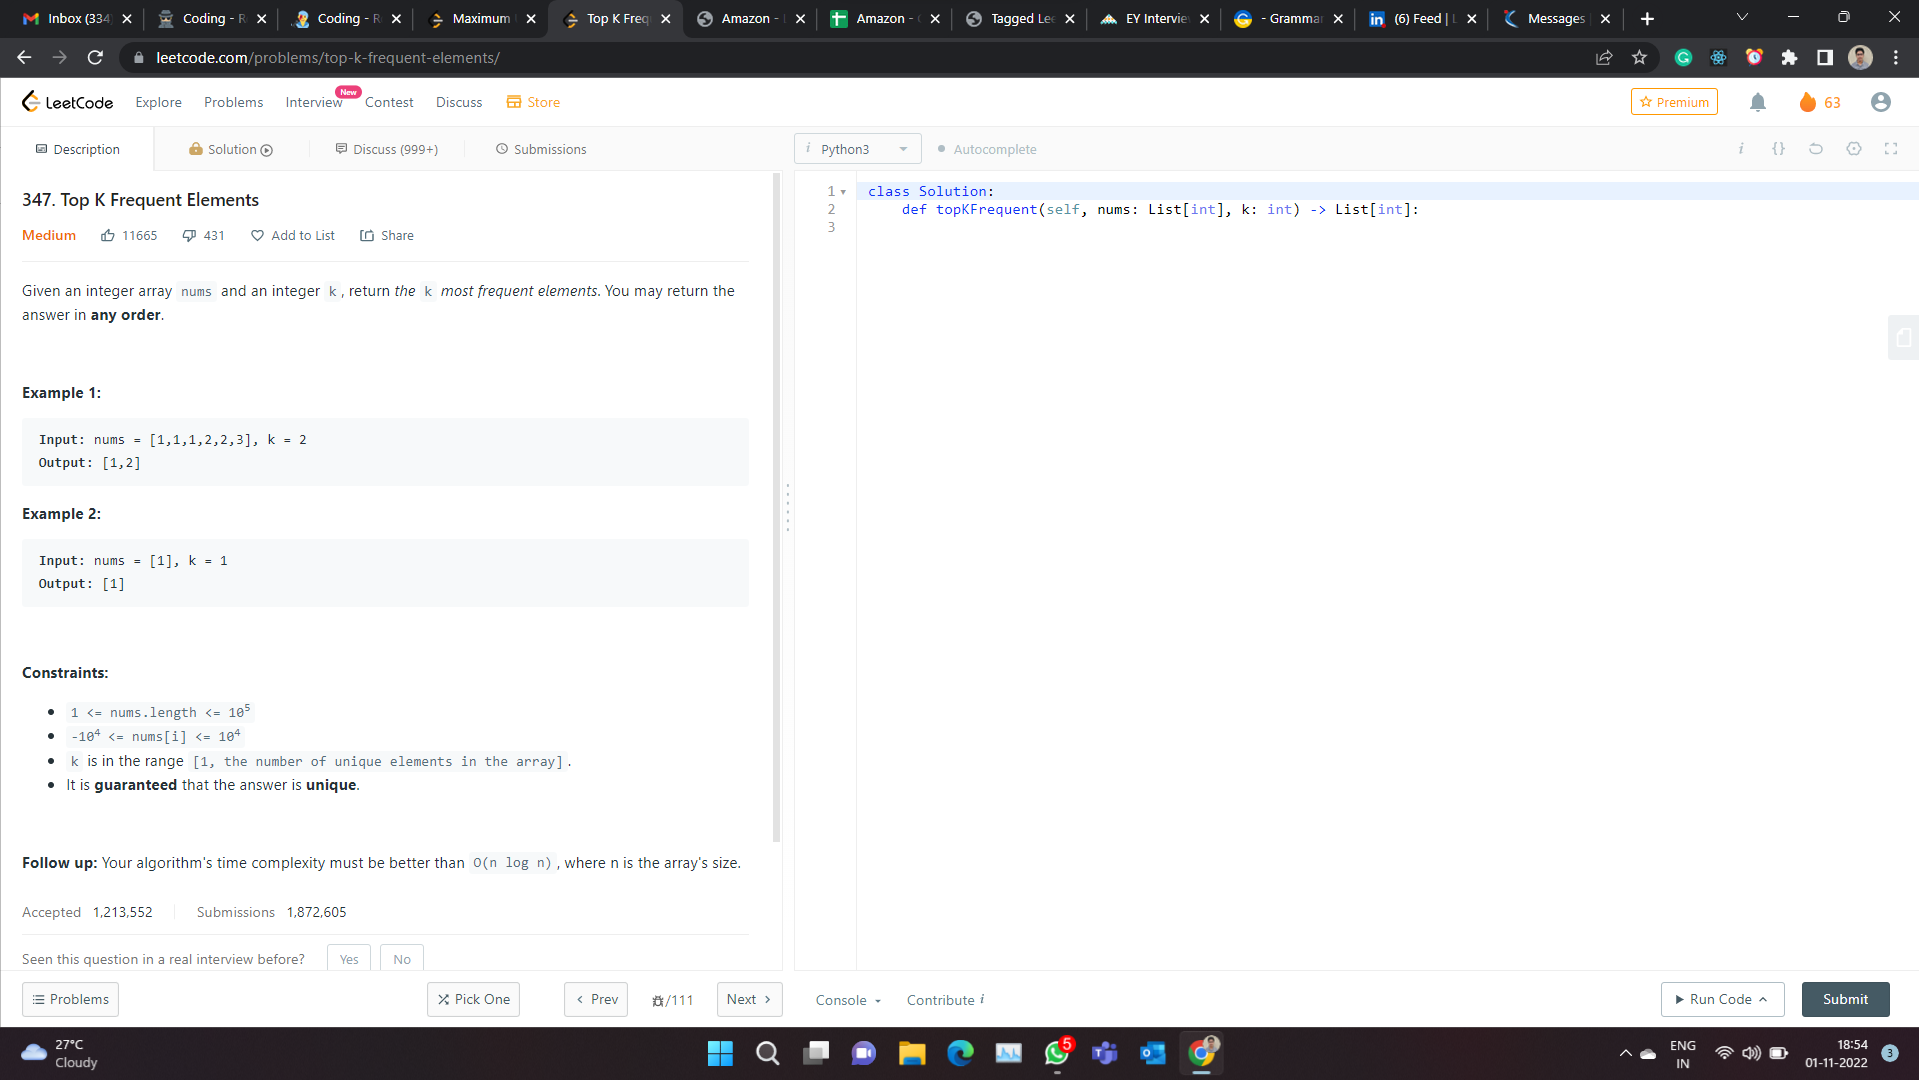 Inbox (334
Coding - R
Coding - R
Maximum
Top K Freq
Amazon -
Amazon -
Tagged Lee
EY Intervie
- Grammar
(6) Feed | L
Messages
leetcode.com/problems/top-k-frequent-elements/
LeetCode
Explore
Problems
Interview
New
Contest
Discuss
Store
Premium
63
Description
Solution
Discuss (999+)
Submissions
i Python3
Autocomplete
i {}
347. Top K Frequent Elements
Medium
11665
431
Add to List
Share
Given an integer array nums and an integer k, return the k most frequent elements. You may return the
answer in any order.
Example 1:
Input: nums = [1,1,1,2,2,3], k = 2
Output: [1,2]
Example 2:
Input: nums = [1], k = 1
Output: [1]
Constraints:
1 <= nums.length <= 10⁵
-10⁴ <= nums[i] <= 10⁴
k is in the range [1, the number of unique elements in the array].
It is guaranteed that the answer is unique.
Follow up: Your algorithm's time complexity must be better than O(n log n), where n is the array's size.
Accepted 1,213,552
Submissions 1,872,605
Seen this question in a real interview before?
Yes
No
1 class Solution:
2 def topKFrequent(self, nums: List[int], k: int) -> List[int]:
3
Problems
Pick One
Prev
/111
Next
Console
Contribute i
Run Code
Submit
27°C
Cloudy
5
ENG
IN
18:54
01-11-2022
3